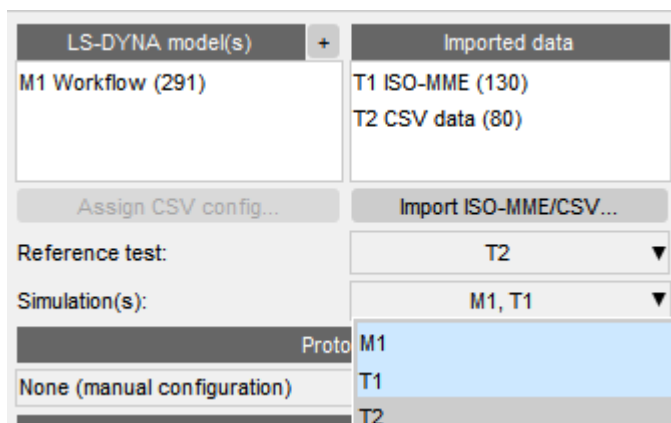 LS-DYNA model(s) + Imported data
M1 Workflow (291) T1 ISO-MME (130)
T2 CSV data (80)
Assign CSV config... Import ISO-MME/CSV...
Reference test: T2 ▼
Simulation(s): M1, T1 ▼
Proto
M1
None (manual configuration) T1
T2